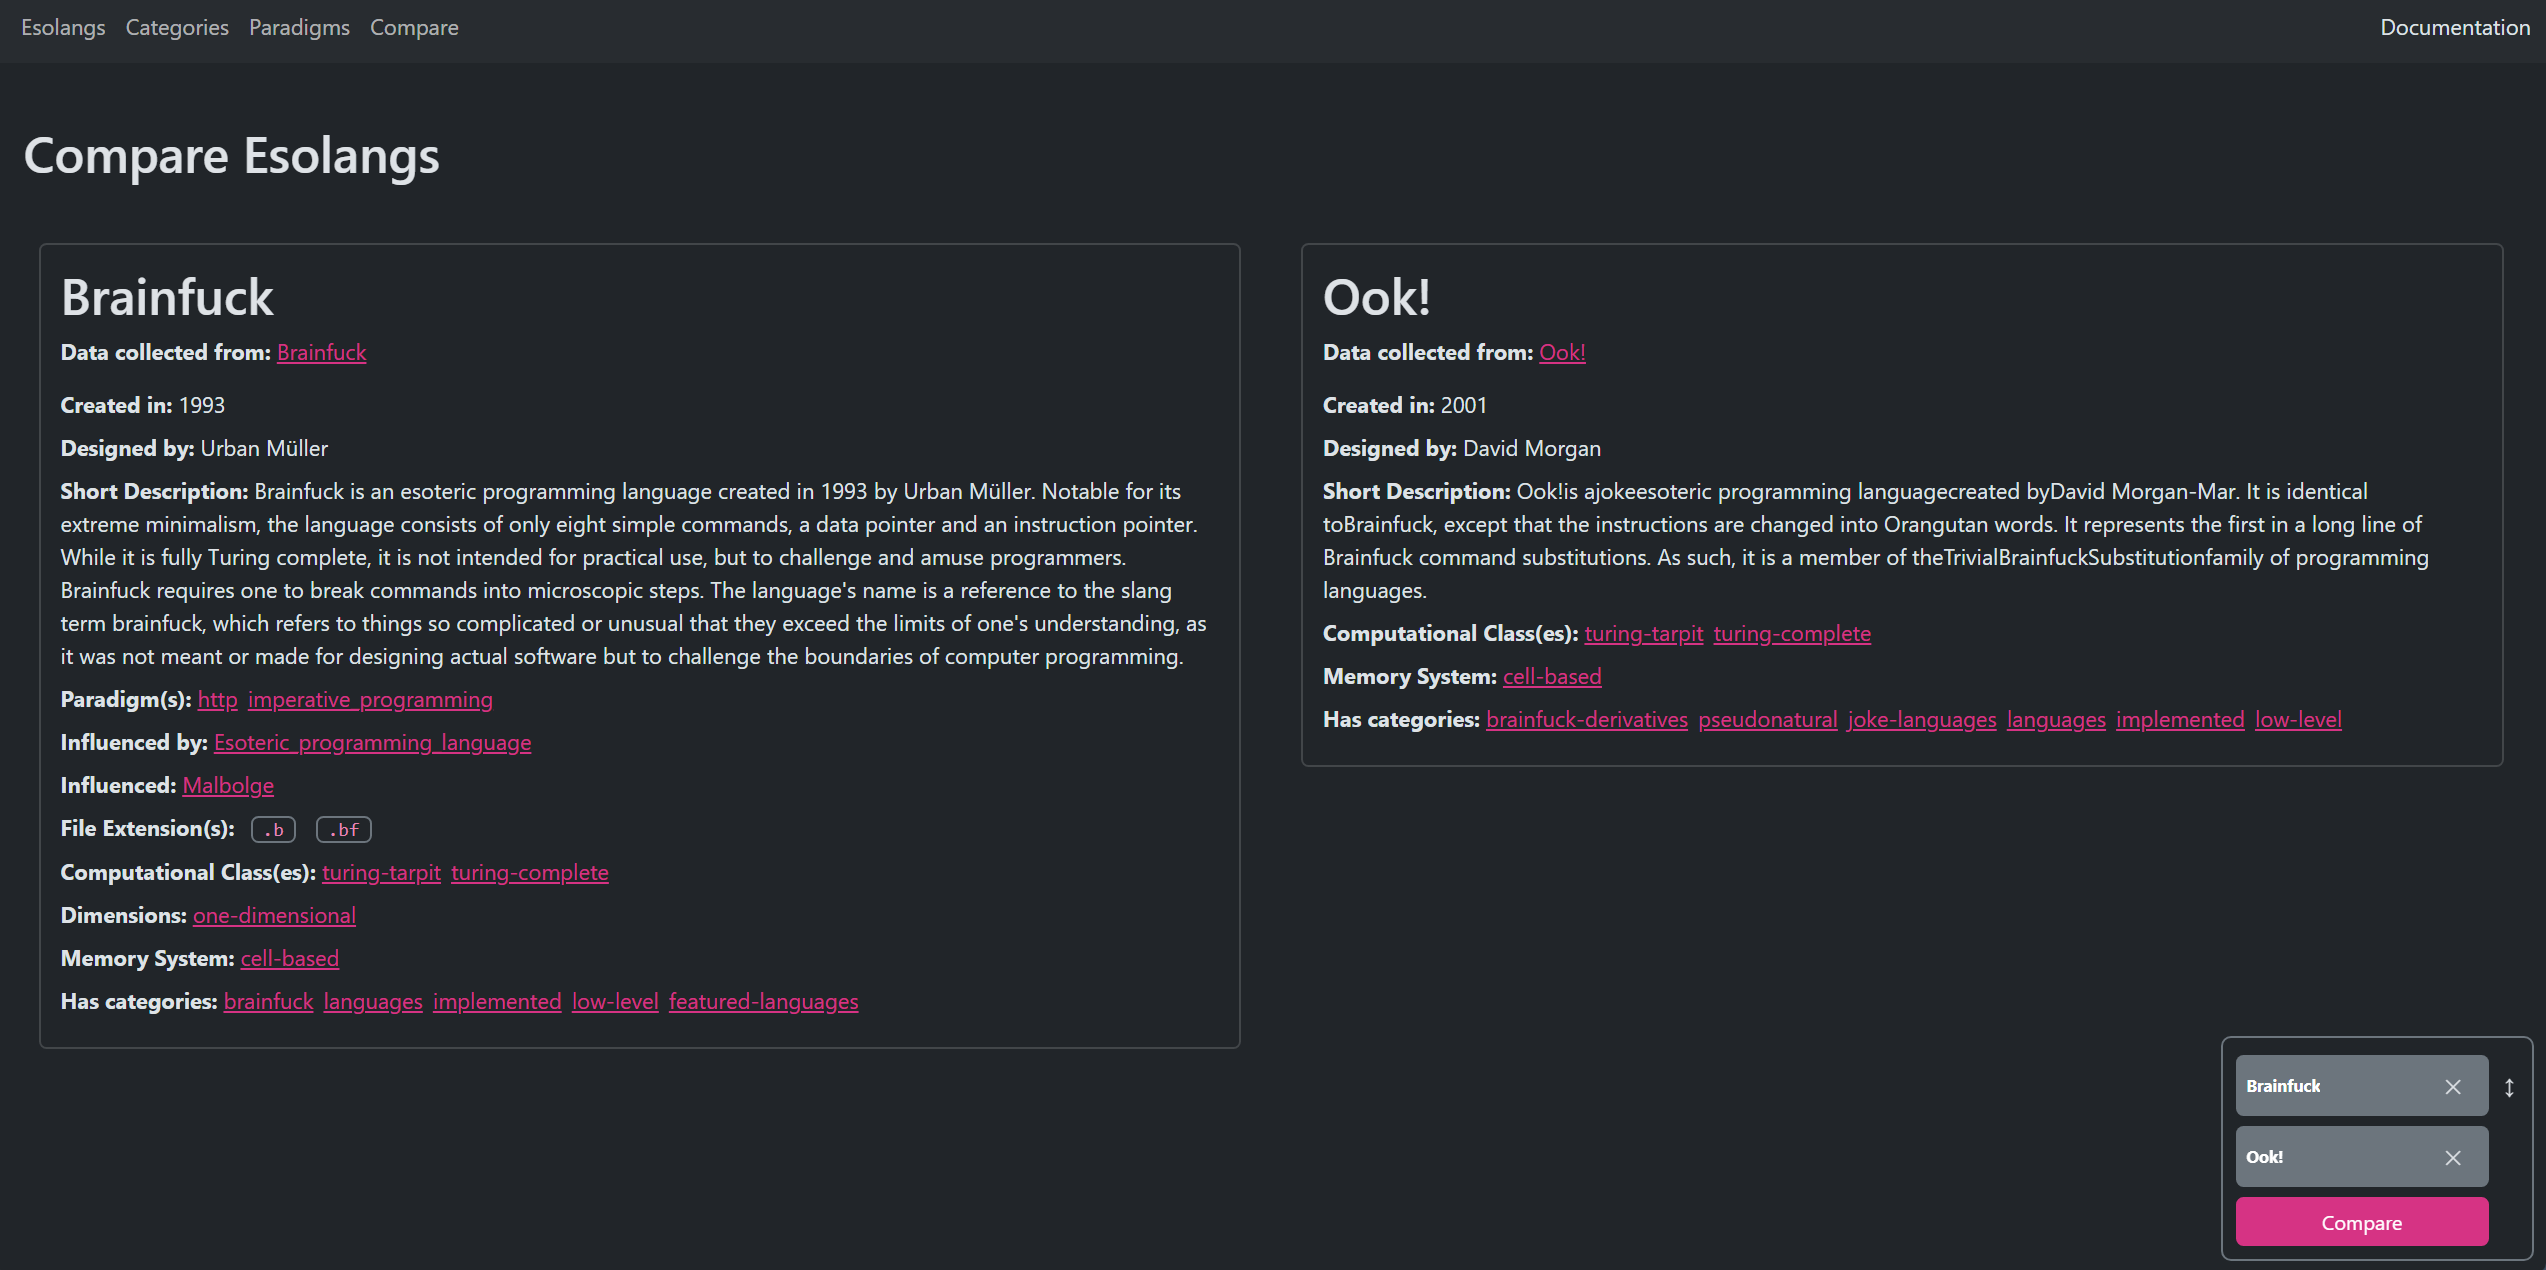 Esolangs Categories Paradigms Compare Documentation
Compare Esolangs
Brainfuck
Data collected from: Brainfuck
Created in: 1993
Designed by: Urban Müller
Short Description: Brainfuck is an esoteric programming language created in 1993 by Urban Müller. Notable for its
extreme minimalism, the language consists of only eight simple commands, a data pointer and an instruction pointer.
While it is fully Turing complete, it is not intended for practical use, but to challenge and amuse programmers.
Brainfuck requires one to break commands into microscopic steps. The language's name is a reference to the slang
term brainfuck, which refers to things so complicated or unusual that they exceed the limits of one's understanding, as
it was not meant or made for designing actual software but to challenge the boundaries of computer programming.
Paradigm(s): http imperative_programming
Influenced by: Esoteric_programming_language
Influenced: Malbolge
File Extension(s): .b .bf
Computational Class(es): turing-tarpit turing-complete
Dimensions: one-dimensional
Memory System: cell-based
Has categories: brainfuck languages implemented low-level featured-languages
Ook!
Data collected from: Ook!
Created in: 2001
Designed by: David Morgan
Short Description: Ook!is ajokeesoteric programming languagecreated byDavid Morgan-Mar. It is identical
toBrainfuck, except that the instructions are changed into Orangutan words. It represents the first in a long line of
Brainfuck command substitutions. As such, it is a member of theTrivialBrainfuckSubstitutionfamily of programming
languages.
Computational Class(es): turing-tarpit turing-complete
Memory System: cell-based
Has categories: brainfuck-derivatives pseudonatural joke-languages languages implemented low-level
Brainfuck
Ook!
Compare